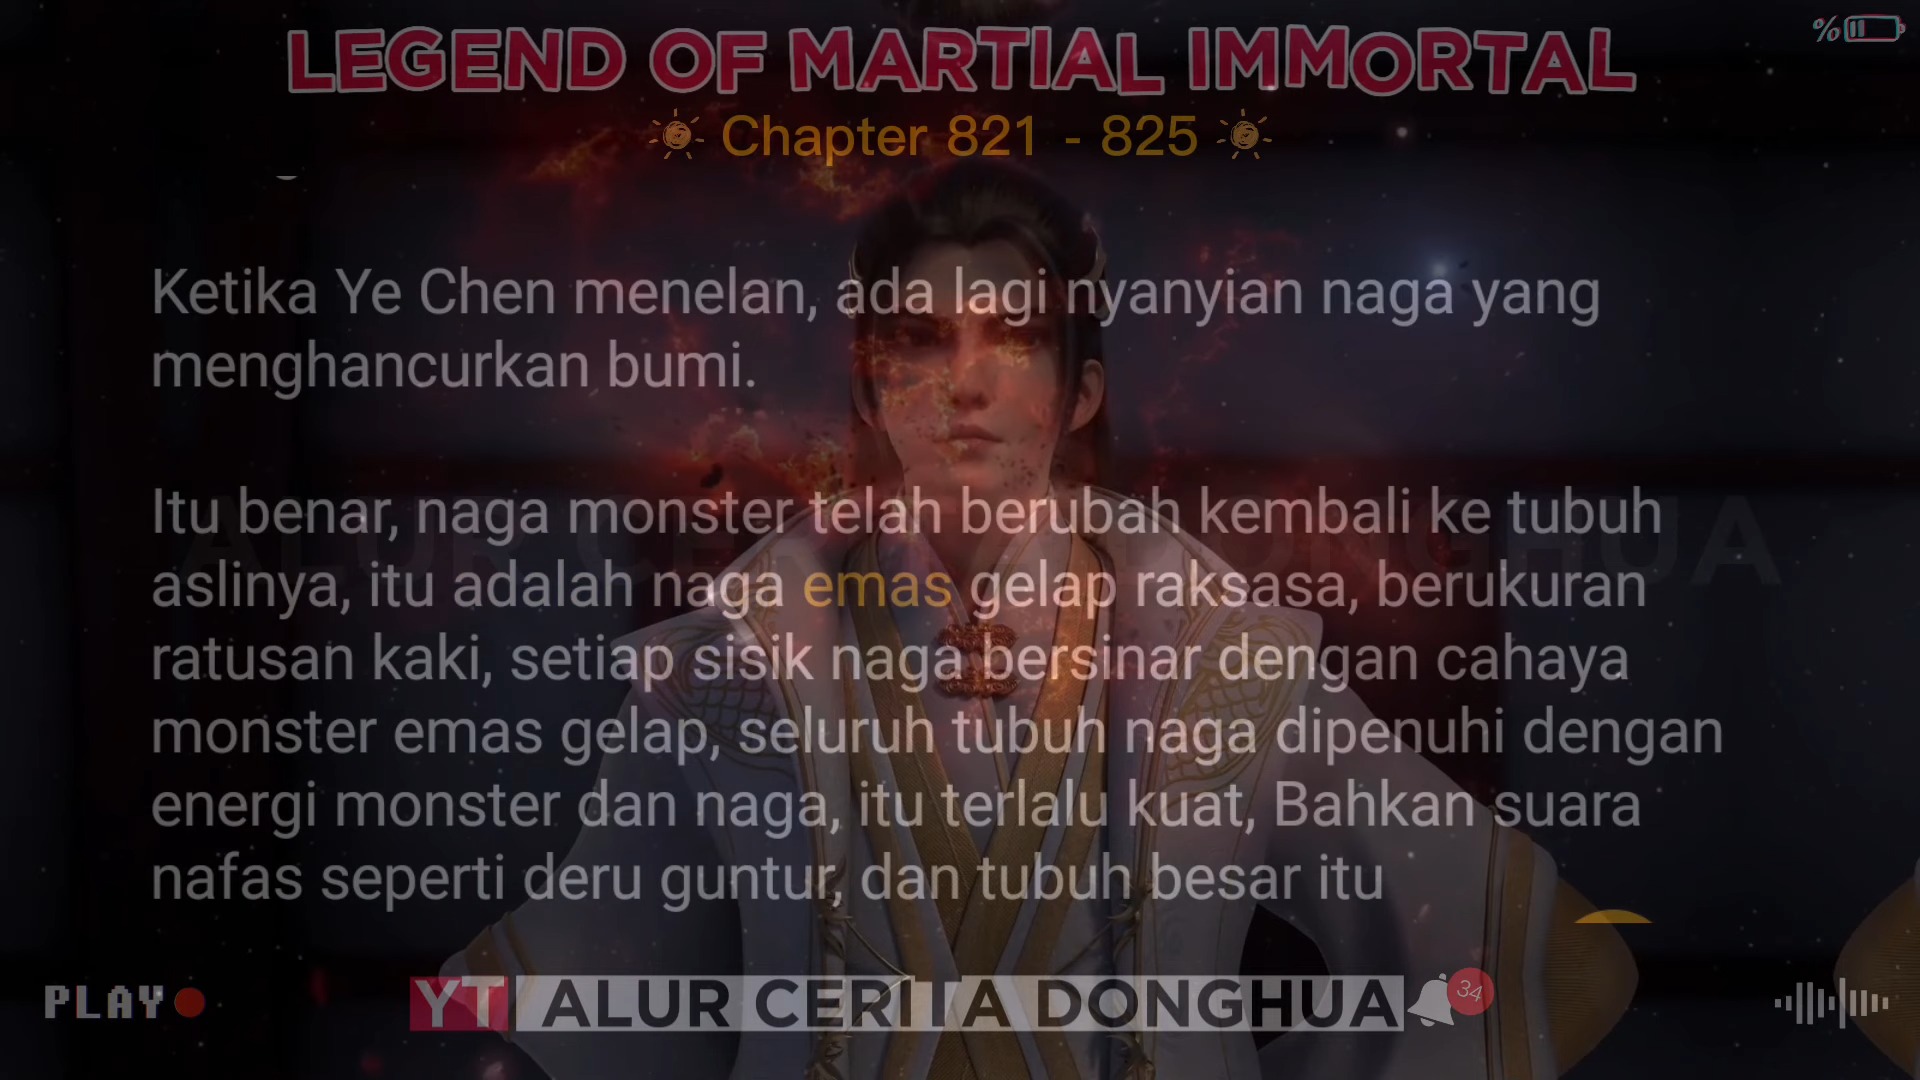 LEGEND OF MARTIAL IMMORTAL
%
Chapter 821 - 825
Ketika Ye Chen menelan, ada lagi nyanyian naga yang
menghancurkan bumi.
Itu benar, naga monster telah berubah kembali ke tubuh
aslinya, itu adalah naga emas gelap raksasa, berukuran
ratusan kaki, setiap sisik naga bersinar dengan cahaya
monster emas gelap, seluruh tubuh naga dipenuhi dengan
energi monster dan naga, itu terlalu kuat, Bahkan suara
nafas seperti deru guntur, dan tubuh besar itu
ALUR CERITA DONGHUA
PLAY
YT ALUR CERITA DONGHUA
34